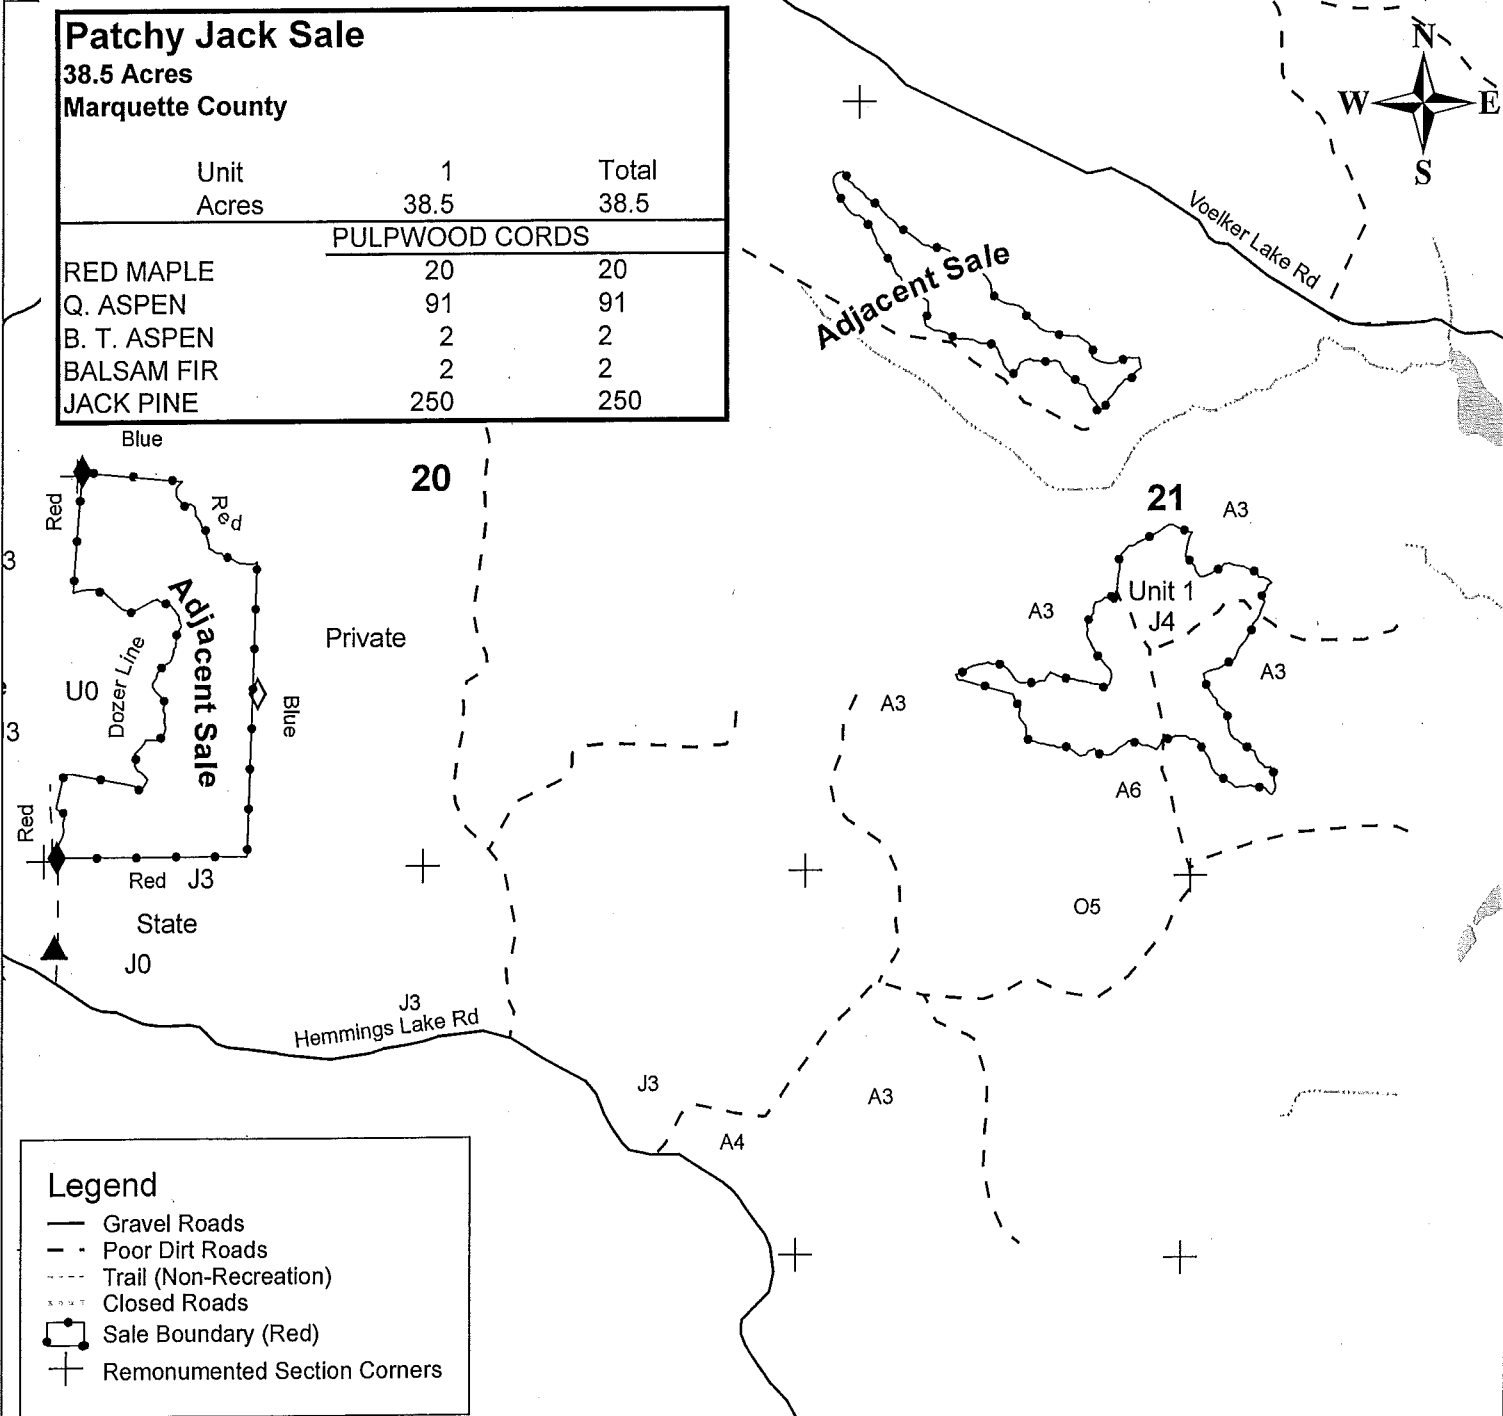 Patchy Jack Sale
38.5 Acres
Marquette County
Unit 1 Total
Acres 38.5 38.5
PULPWOOD CORDS
RED MAPLE 20 20
Q. ASPEN 91 91
B. T. ASPEN 2 2
BALSAM FIR 2 2
JACK PINE 250 250
N
W E
S
Voelker Lake Rd
Adjacent Sale
Blue
20
Red
Red
21
A3
3
Adjacent Sale
Unit 1
J4
A3
Private
Dozer Line
U0
A3
A3
Blue
3
A6
Red
Red J3
O5
State
J0
J3
Hemmings Lake Rd
J3
A3
A4
Legend
Gravel Roads
Poor Dirt Roads
Trail (Non-Recreation)
Closed Roads
Sale Boundary (Red)
Remonumented Section Corners